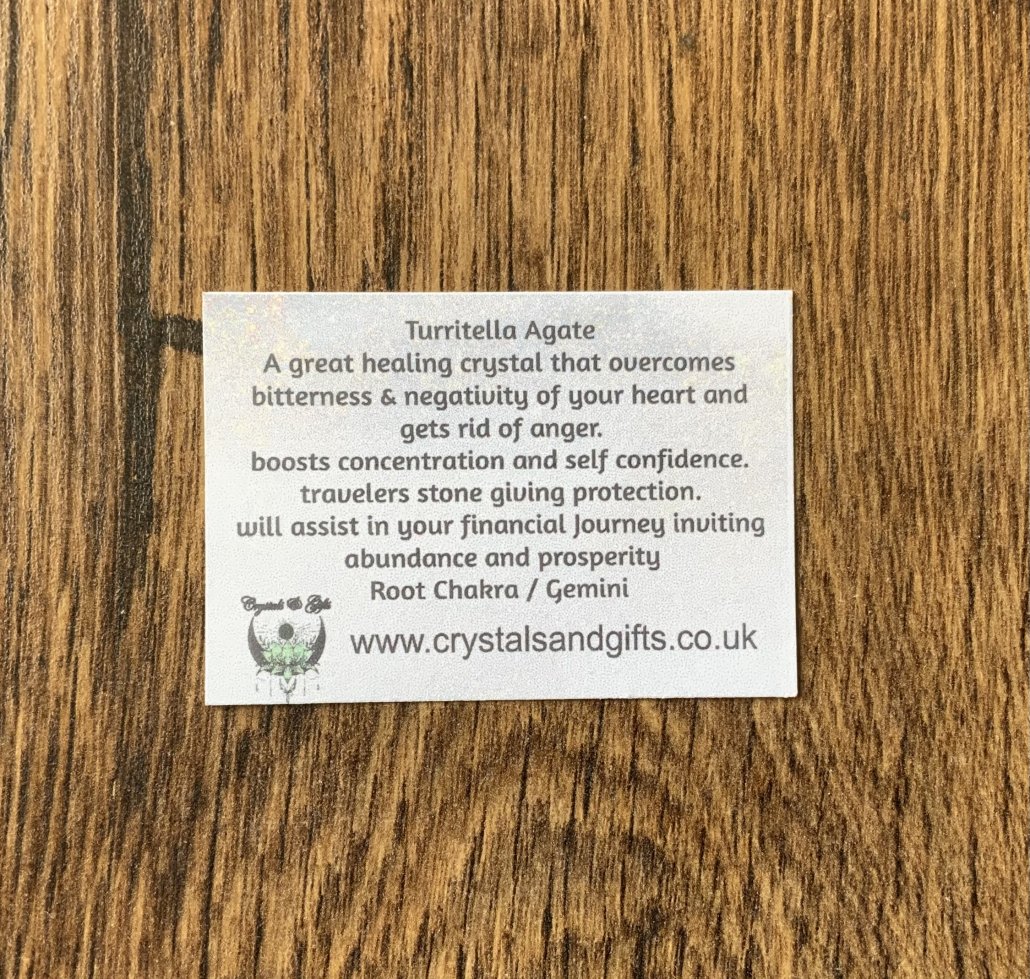 Turritella Agate
A great healing crystal that overcomes
bitterness & negativity of your heart and
gets rid of anger.
boosts concentration and self confidence.
travelers stone giving protection.
will assist in your financial Journey inviting
abundance and prosperity
Root Chakra / Gemini
Crystals & Gifts
www.crystalsandgifts.co.uk